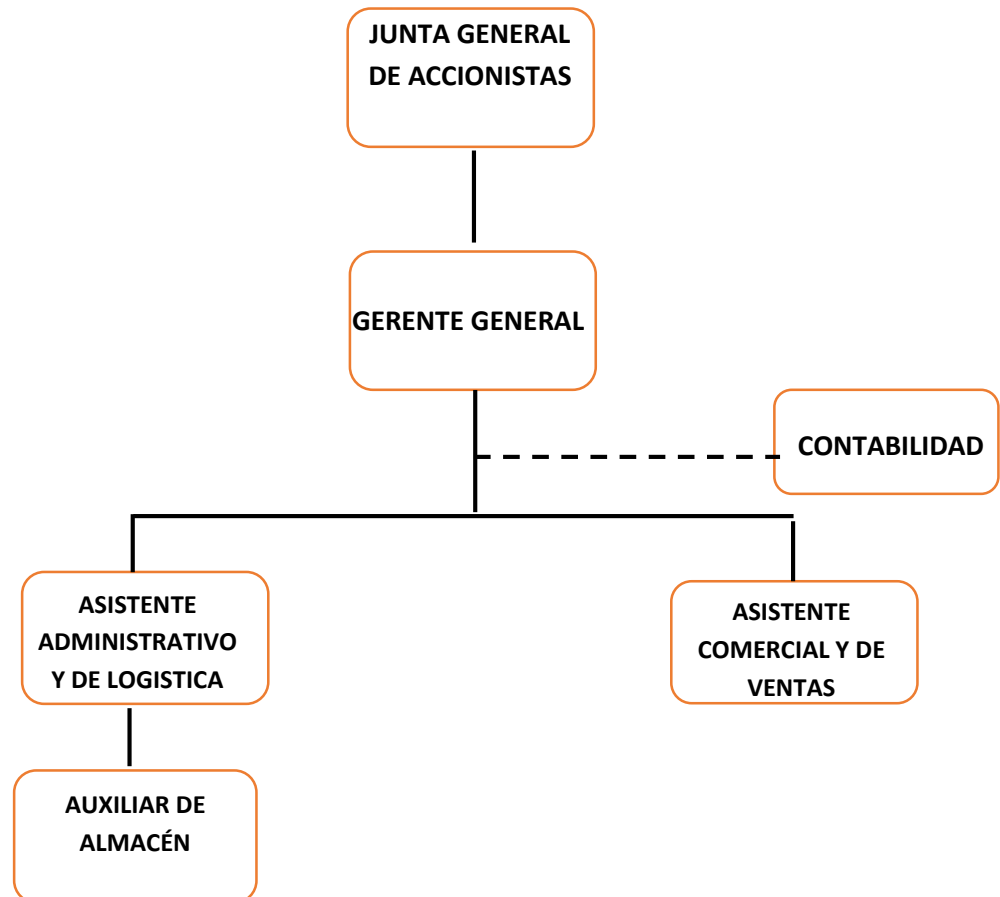 JUNTA GENERAL
DE ACCIONISTAS
GERENTE GENERAL
CONTABILIDAD
ASISTENTE
ADMINISTRATIVO
Y DE LOGISTICA
ASISTENTE
COMERCIAL Y DE
VENTAS
AUXILIAR DE
ALMACÉN